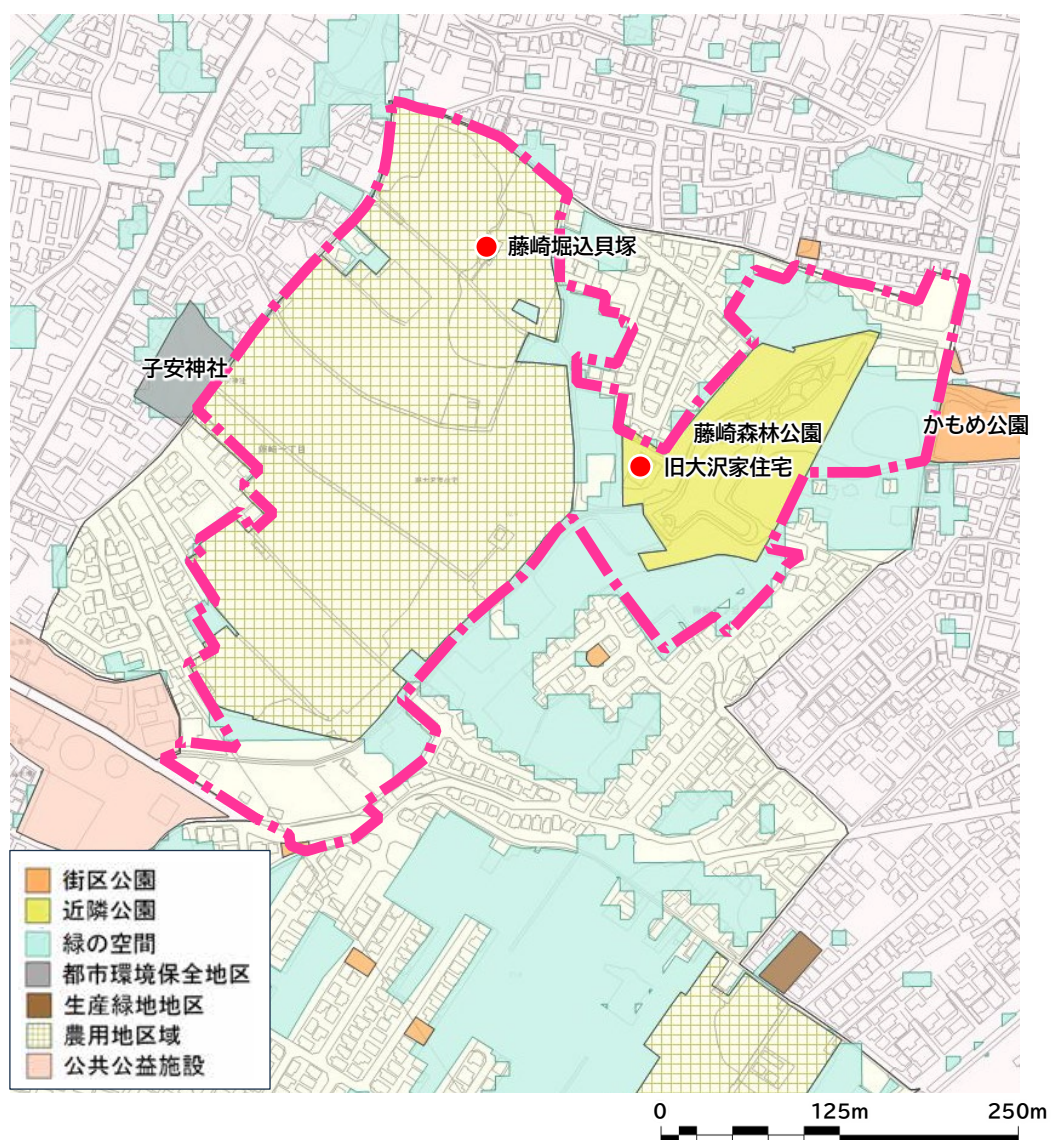 藤崎堀込貝塚
子安神社
かもめ公園
藤崎森林公園
旧大沢家住宅
街区公園
近隣公園
緑の空間
都市環境保全地区
生産緑地地区
農用地区域
公共公益施設
0 125m 250m